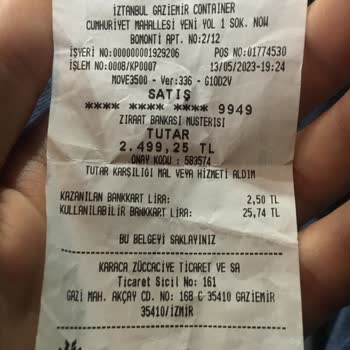 İZTANBUL GAZİEMİR CONTAINER
CUMHURİYET MAHALLESİ YENİ YOL 1 SOK. NOW
BOMONTİ APT. NO:2/12
İŞYERİ NO:000000001929206 POS NO:01774530
İŞLEM NO:0008/KP0007 13/05/2023-19:24
MOVE3500 - Ver:336 - G10D2V
SATIŞ
**** **** **** 9949
ZIRAAT BANKASI MUSTERISI
TUTAR
2.499,25 TL
ONAY KODU : 583574
TUTAR KARŞILIĞI MAL VEYA HİZMETİ ALDIM
KAZANILAN BANKKART LİRA: 2,50 TL
KULLANILABİLİR BANKKART LİRA: 25,74 TL
BU BELGEYİ SAKLAYINIZ
KARACA ZÜCCACİYE TİCARET VE SA
Ticaret Sicil No: 161
GAZİ MAH. AKÇAY CD. NO: 168 C 35410 GAZİEMİR
35410/İZMİR